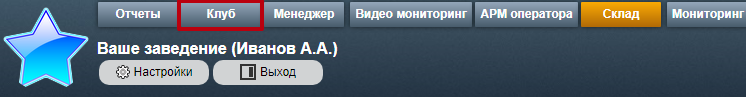 Отчеты Клуб Менеджер Видео мониторинг АРМ оператора Склад Мониторинг
Ваше заведение (Иванов А.А.)
Настройки Выход